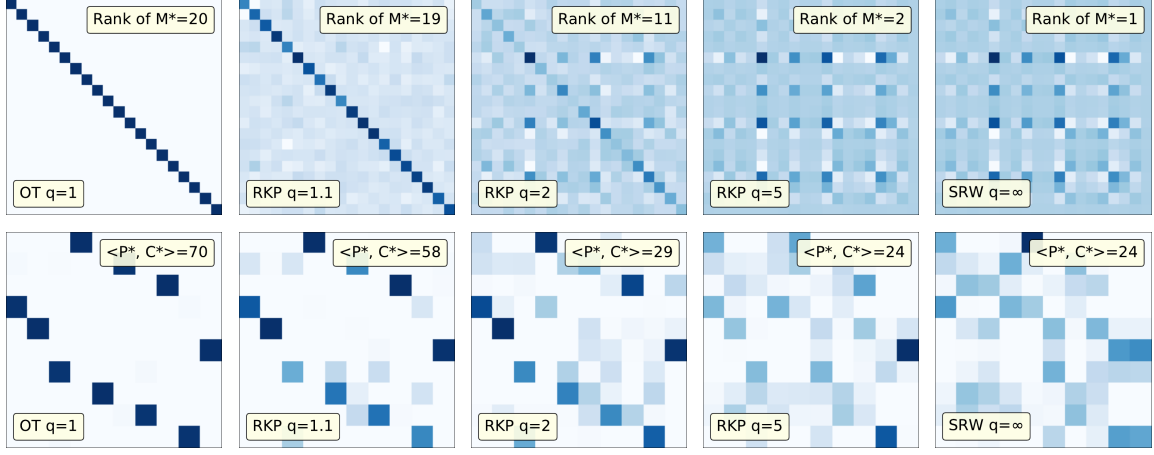 Rank of M*=20
Rank of M*=19
Rank of M*=11
Rank of M*=2
Rank of M*=1
OT q=1
RKP q=1.1
RKP q=2
RKP q=5
SRW q=∞
<P*, C*>=70
<P*, C*>=58
<P*, C*>=29
<P*, C*>=24
<P*, C*>=24
OT q=1
RKP q=1.1
RKP q=2
RKP q=5
SRW q=∞